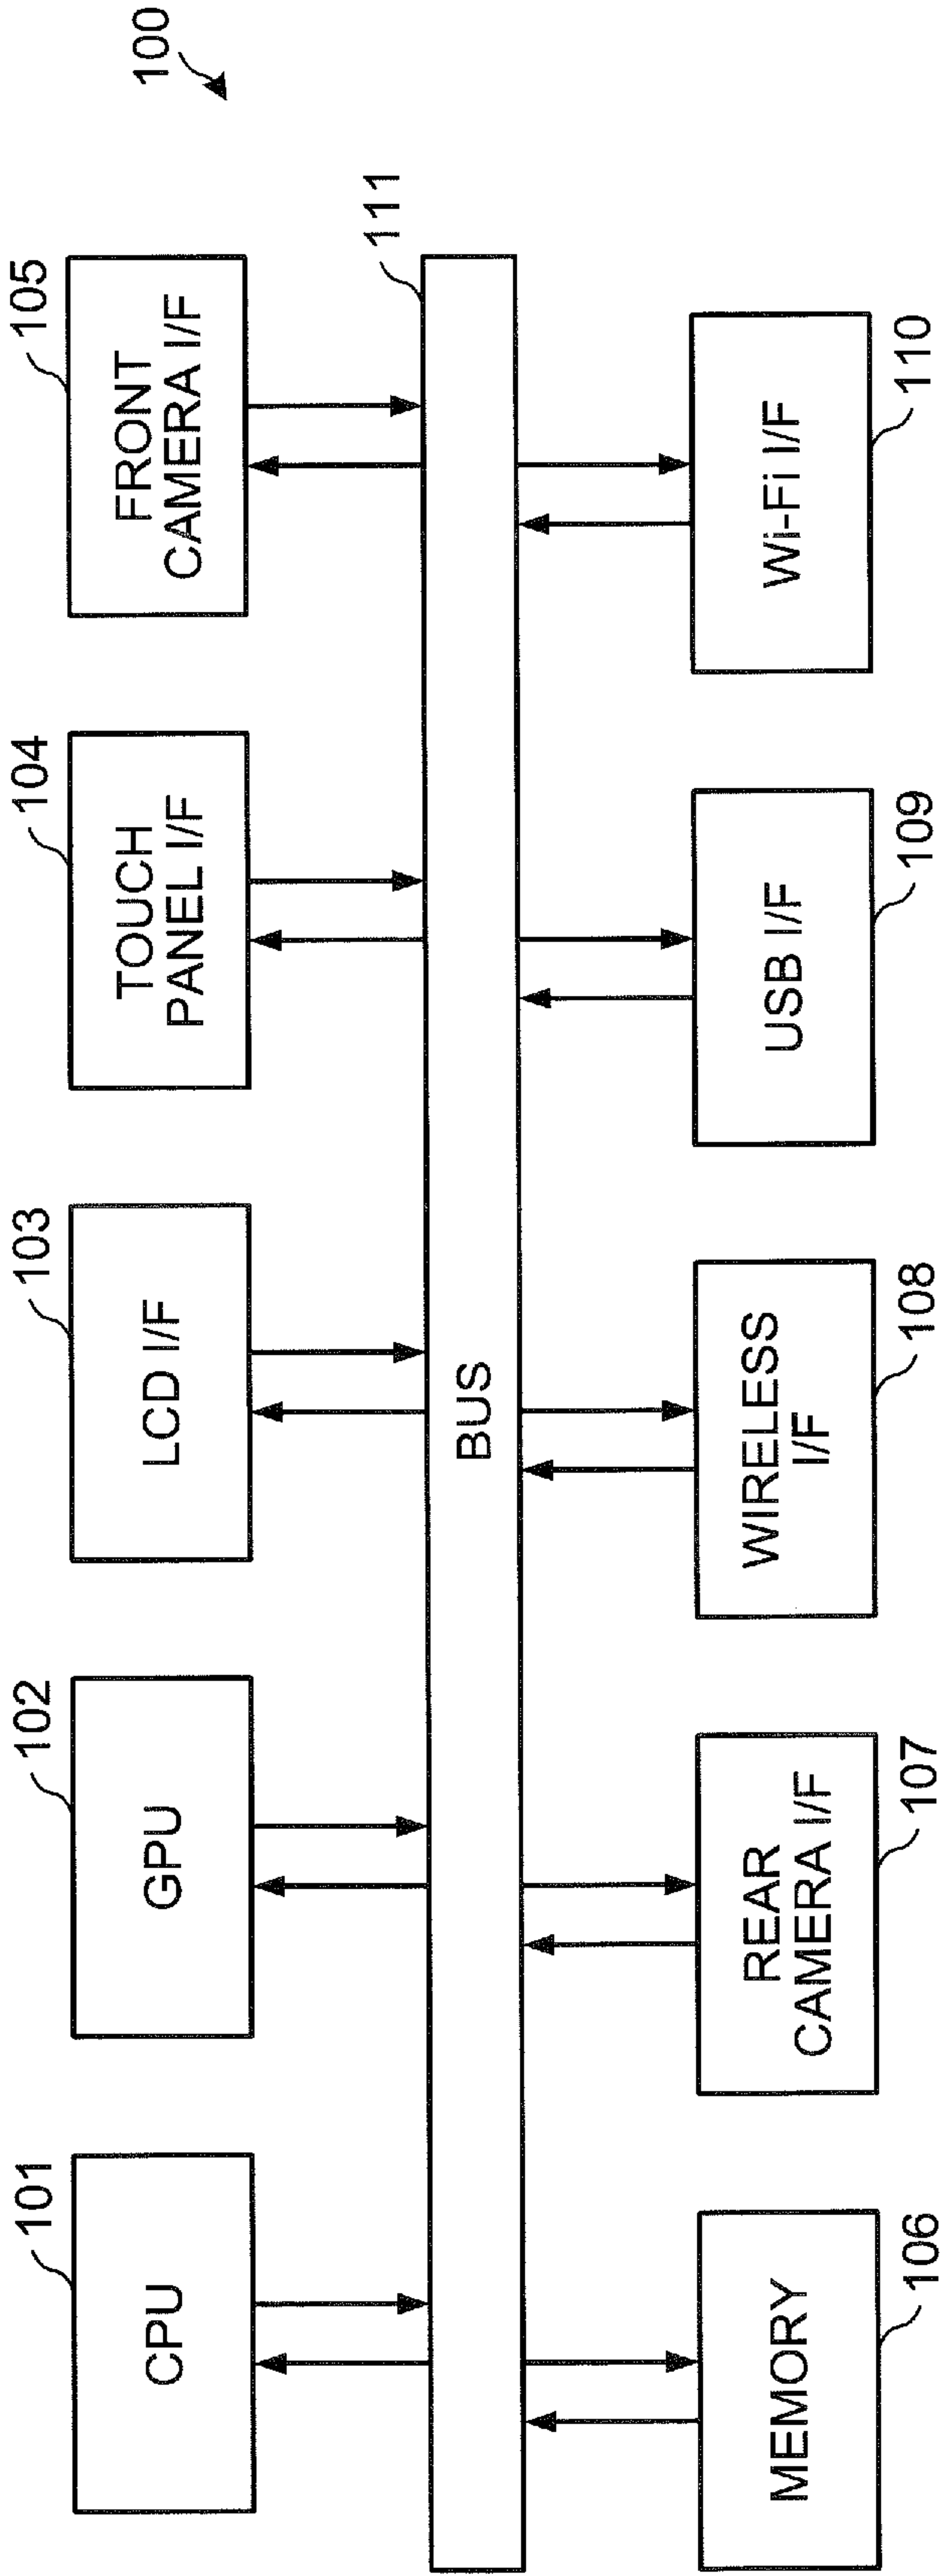 100
101
CPU
102
GPU
103
LCD I/F
104
TOUCH
PANEL I/F
105
FRONT
CAMERA I/F
111
BUS
MEMORY
106
REAR
CAMERA I/F
107
WIRELESS
I/F
108
USB I/F
109
Wi-Fi I/F
110